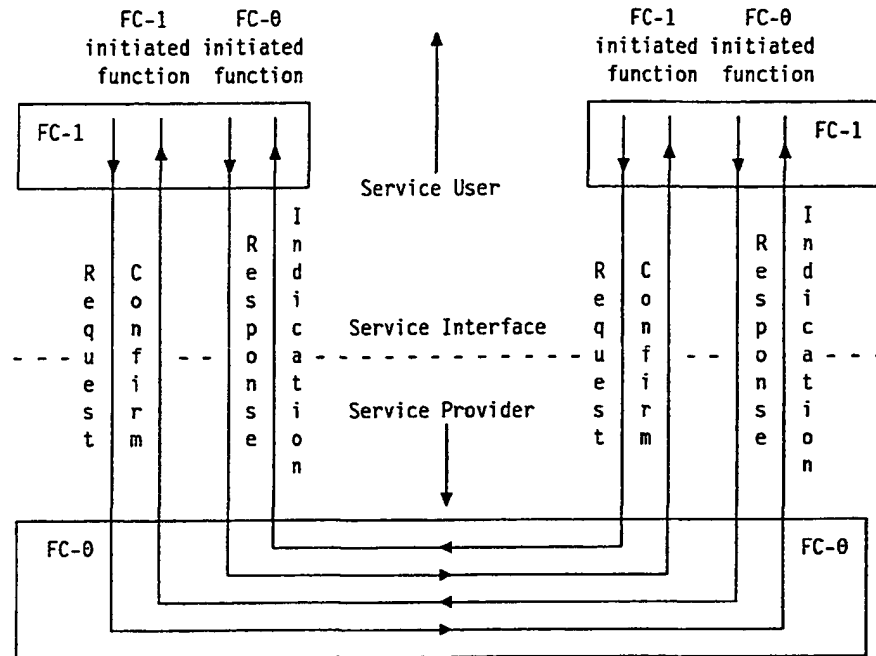 FC-1 FC-0
initiated initiated
function function
FC-1 FC-0
initiated initiated
function function
FC-1
FC-1
Service User
Request
Confirm
Response
Indication
Service Interface
Service Provider
Request
Confirm
Response
Indication
FC-0
FC-0